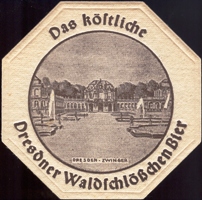 Das köstliche
DRESDEN - ZWINGER
Dresdner Waldschlößchen Bier